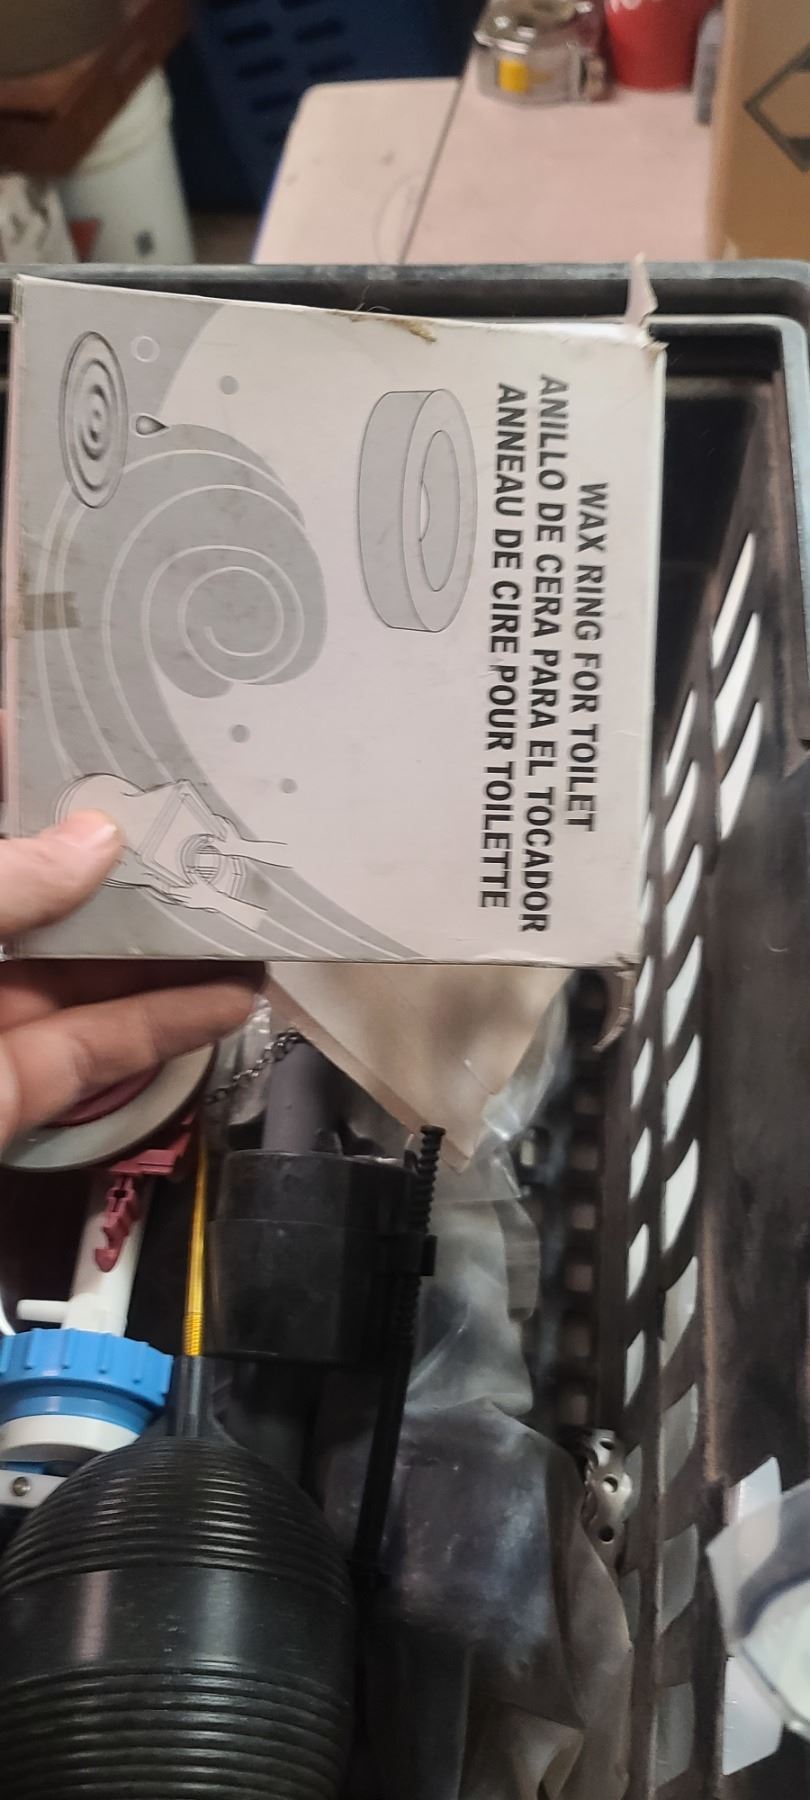 WAX RING FOR TOILET
ANILLO DE CERA PARA EL TOCADOR
ANNEAU DE CIRE POUR TOILETTE